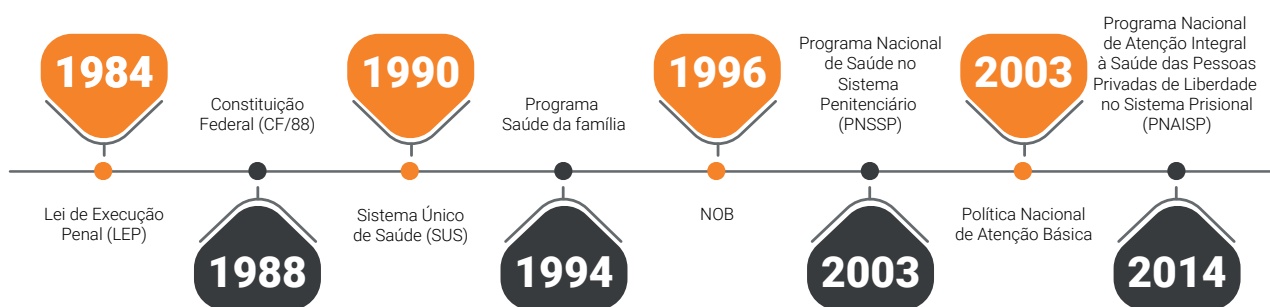 1984
Lei de Execução
Penal (LEP)
Constituição
Federal (CF/88)
1988
1990
Sistema Único
de Saúde (SUS)
Programa
Saúde da família
1994
1996
NOB
Programa Nacional
de Saúde no
Sistema
Penitenciário
(PNSSP)
2003
2003
Política Nacional
de Atenção Básica
Programa Nacional
de Atenção Integral
à Saúde das Pessoas
Privadas de Liberdade
no Sistema Prisional
(PNAISP)
2014